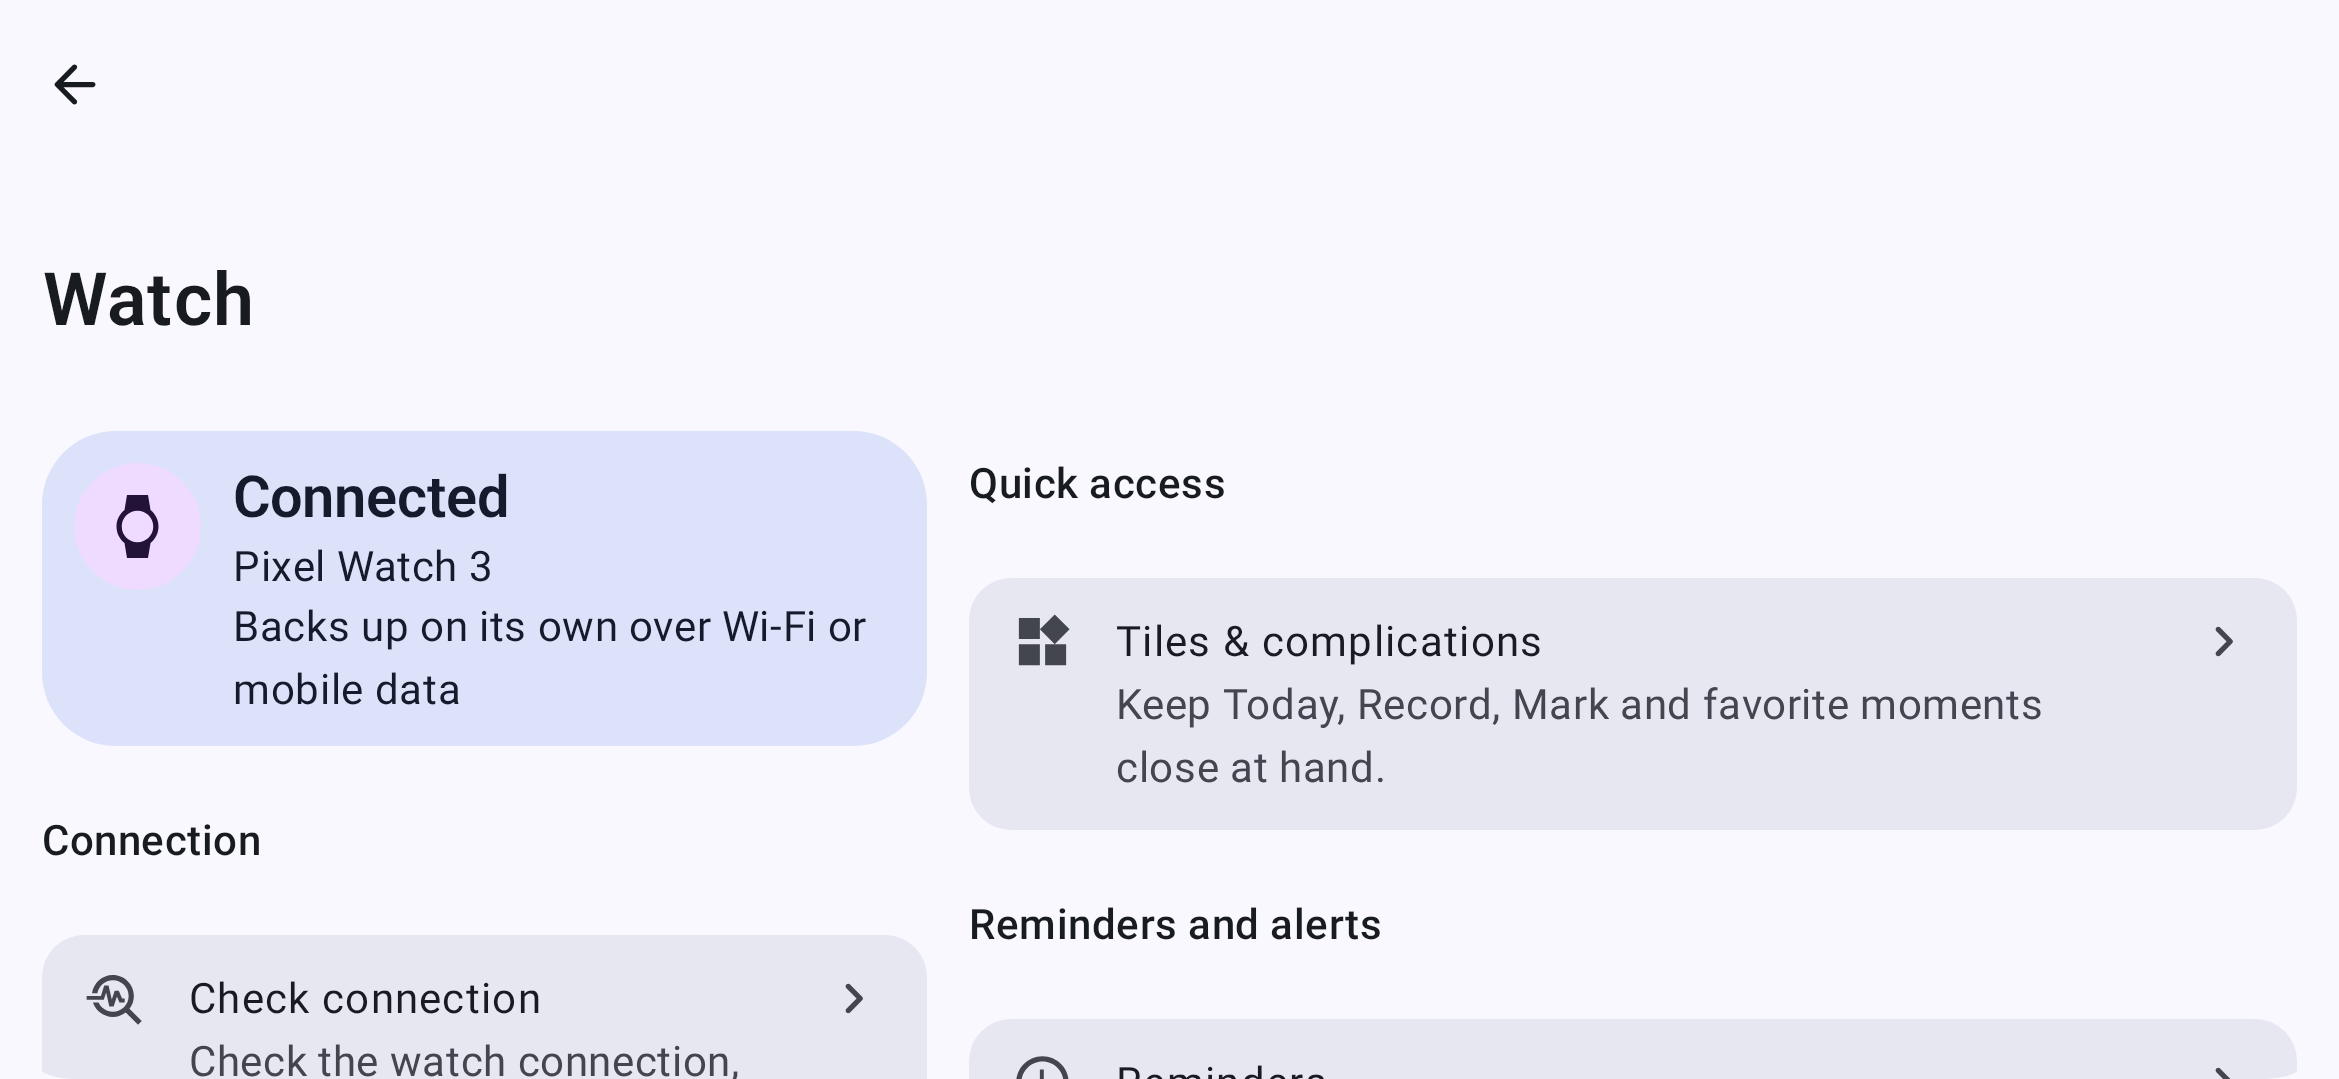 Watch
Connected
Pixel Watch 3
Backs up on its own over Wi-Fi or
mobile data
Connection
Check connection
Check the watch connection,
Quick access
Tiles & complications
Keep Today, Record, Mark and favorite moments
close at hand.
Reminders and alerts
Reminders